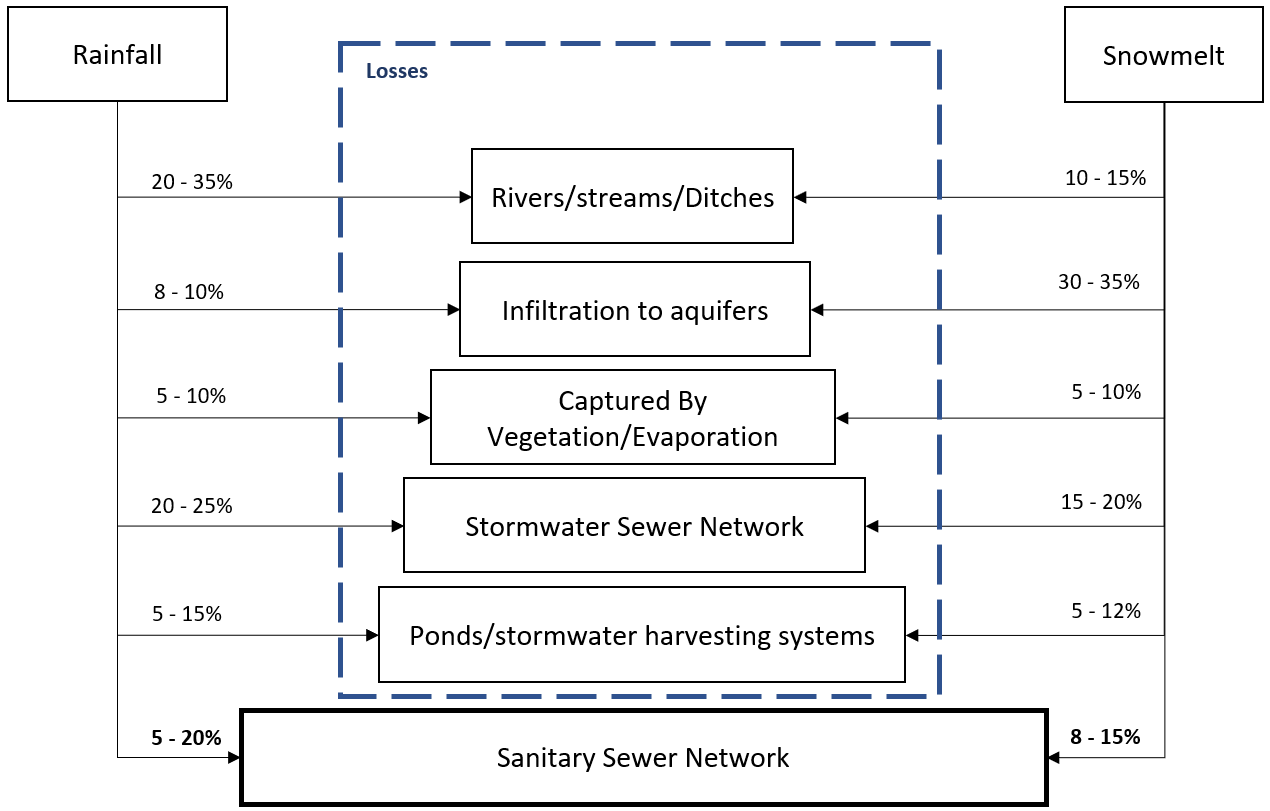 Rainfall
Snowmelt
Losses
20 - 35%
Rivers/streams/Ditches
10 - 15%
8 - 10%
Infiltration to aquifers
30 - 35%
5 - 10%
Captured By
Vegetation/Evaporation
5 - 10%
20 - 25%
Stormwater Sewer Network
15 - 20%
5 - 15%
Ponds/stormwater harvesting systems
5 - 12%
5 - 20%
Sanitary Sewer Network
8 - 15%